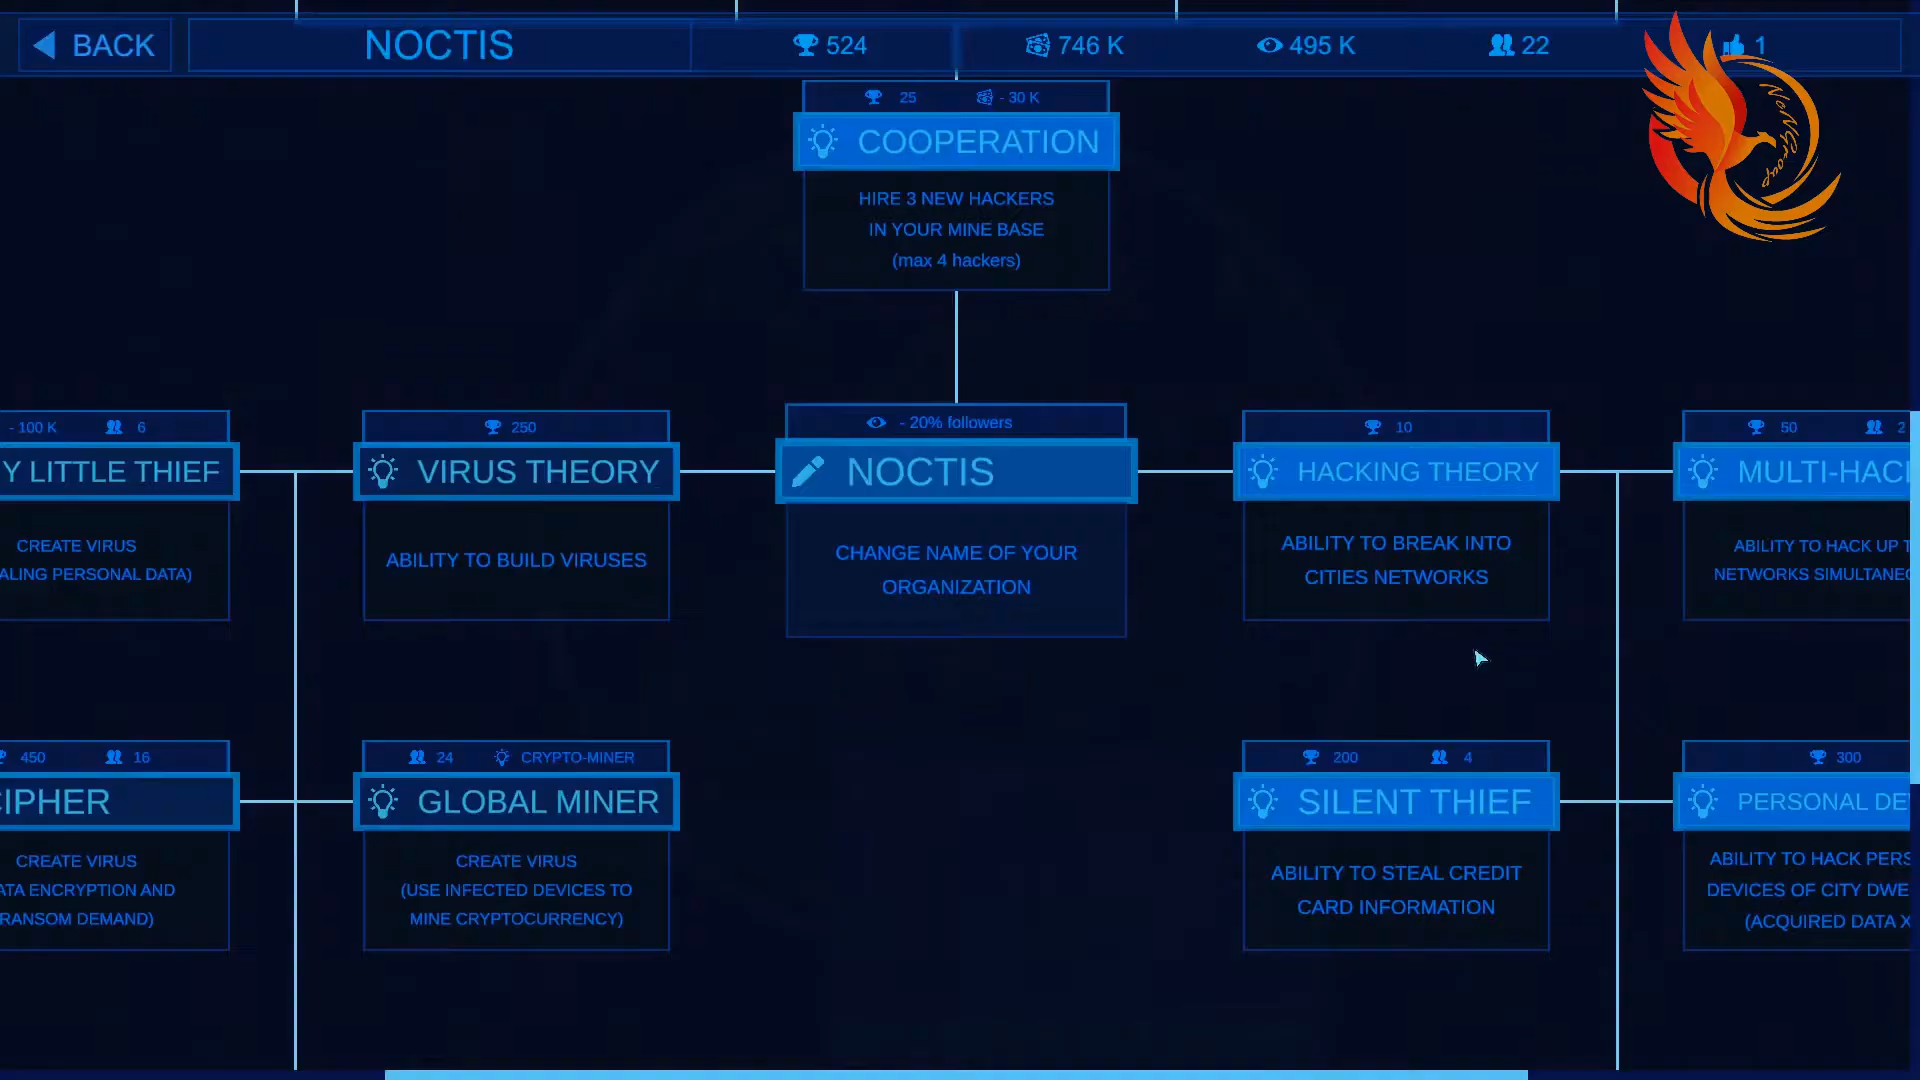 BACK
NOCTIS
524
746 K
495 K
22
1
25
- 30 K
COOPERATION
HIRE 3 NEW HACKERS
IN YOUR MINE BASE
(max 4 hackers)
NoNGroup
- 100 K
6
Y LITTLE THIEF
CREATE VIRUS
ALING PERSONAL DATA)
250
VIRUS THEORY
ABILITY TO BUILD VIRUSES
- 20% followers
NOCTIS
CHANGE NAME OF YOUR
ORGANIZATION
10
HACKING THEORY
ABILITY TO BREAK INTO
CITIES NETWORKS
50
2
MULTI-HAC
ABILITY TO HACK UP T
NETWORKS SIMULTANEO
450
16
CIPHER
CREATE VIRUS
ATA ENCRYPTION AND
RANSOM DEMAND)
24
CRYPTO-MINER
GLOBAL MINER
CREATE VIRUS
(USE INFECTED DEVICES TO
MINE CRYPTOCURRENCY)
200
4
SILENT THIEF
ABILITY TO STEAL CREDIT
CARD INFORMATION
300
PERSONAL DE
ABILITY TO HACK PERS
DEVICES OF CITY DWE
(ACQUIRED DATA X